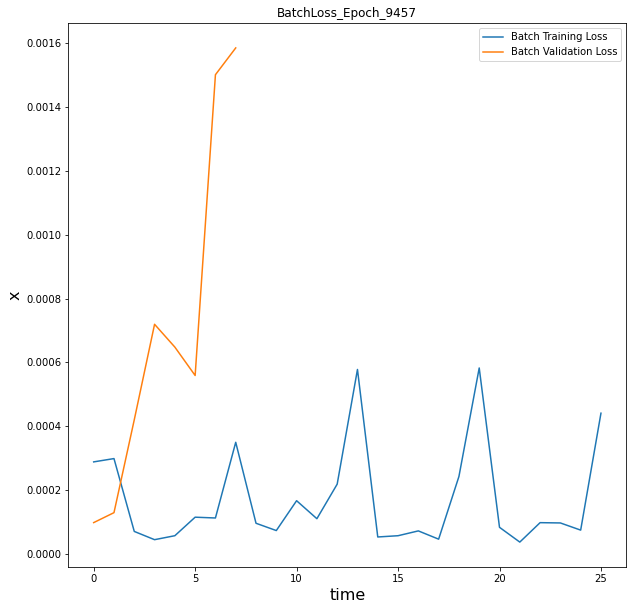 BatchLoss_Epoch_9457
Batch Training Loss
Batch Validation Loss
0.0016
0.0014
0.0012
0.0010
0.0008
0.0006
0.0004
0.0002
0.0000
x
0 5 10 15 20 25
time